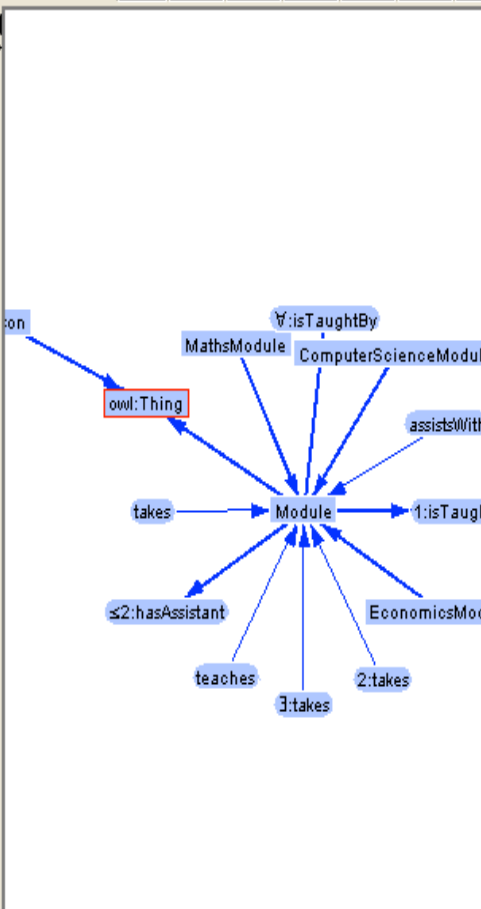 ∀:isTaughtBy
son
MathsModule
ComputerScienceModul
owl:Thing
assistsWith
takes
Module
1:isTaugh
≤2:hasAssistant
EconomicsMod
teaches
2:takes
∃:takes